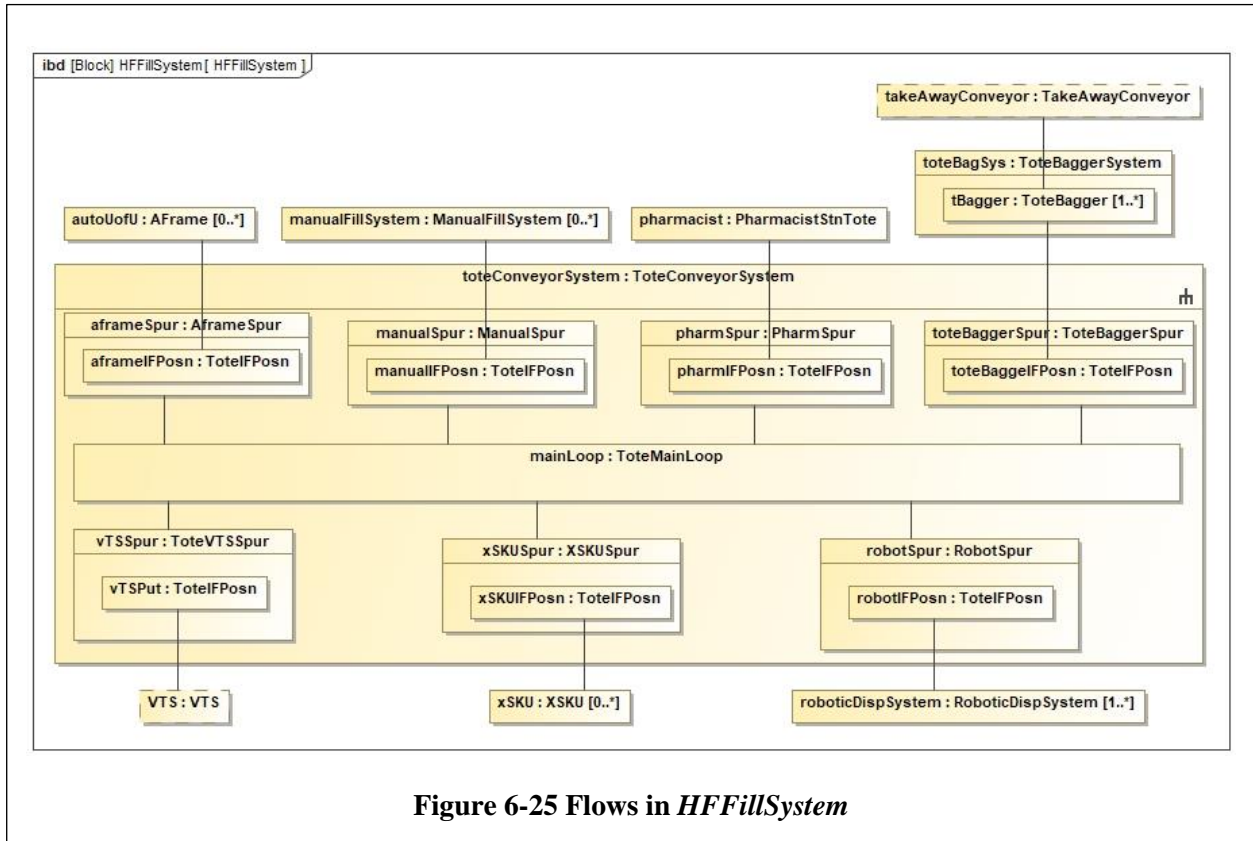 ibd [Block] HFFillSystem[ HFFillSystem ]
takeAwayConveyor : TakeAwayConveyor
toteBagSys : ToteBaggerSystem
tBagger : ToteBagger [1..*]
autoUofU : AFrame [0..*]
manualFillSystem : ManualFillSystem [0..*]
pharmacist : PharmacistStnTote
toteConveyorSystem : ToteConveyorSystem
aframeSpur : AframeSpur
aframeIFPosn : ToteIFPosn
manualSpur : ManualSpur
manualIFPosn : ToteIFPosn
pharmSpur : PharmSpur
pharmIFPosn : ToteIFPosn
toteBaggerSpur : ToteBaggerSpur
toteBaggeIFPosn : ToteIFPosn
mainLoop : ToteMainLoop
vTSSpur : ToteVTSSpur
vTSPut : ToteIFPosn
xSKUSpur : XSKUSpur
xSKUIFPosn : ToteIFPosn
robotSpur : RobotSpur
robotIFPosn : ToteIFPosn
VTS : VTS
xSKU : XSKU [0..*]
roboticDispSystem : RoboticDispSystem [1..*]
Figure 6-25 Flows in HFFillSystem